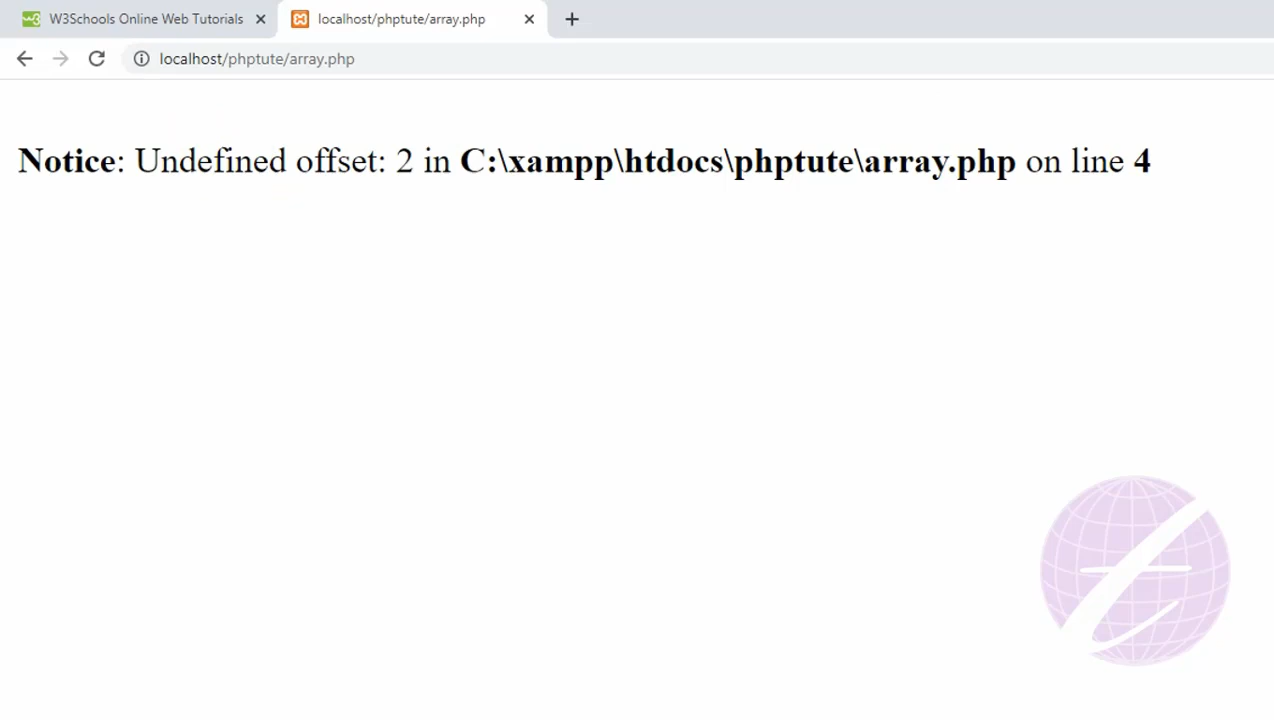 W3Schools Online Web Tutorials
localhost/phptute/array.php
localhost/phptute/array.php
Notice: Undefined offset: 2 in C:\xampp\htdocs\phptute\array.php on line 4